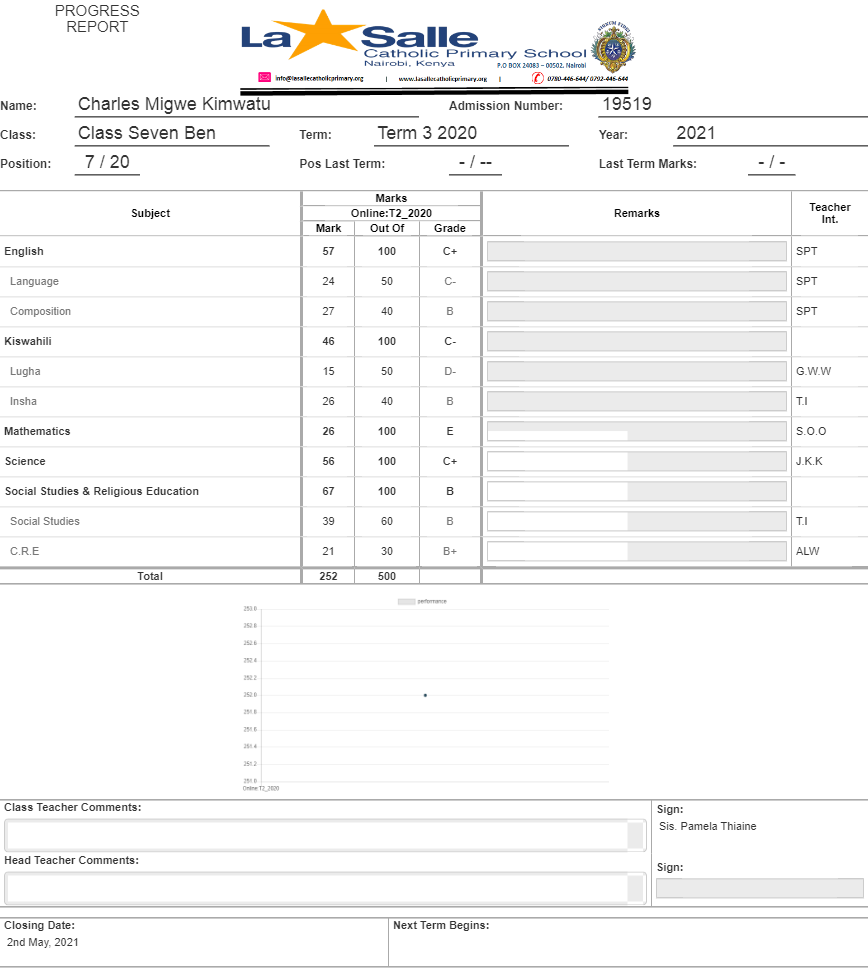 PROGRESS
REPORT
La Salle
Catholic Primary School
Nairobi, Kenya
P.O BOX 24083 – 00502, Nairobi
info@lasallecatholicprimary.org | www.lasallecatholicprimary.org | 0780-446-644/ 0792-446-644
Name: Charles Migwe Kimwatu Admission Number: 19519
Class: Class Seven Ben Term: Term 3 2020 Year: 2021
Position: 7 / 20 Pos Last Term: - / -- Last Term Marks: - / -
Subject Marks Remarks Teacher Int.
Online:T2_2020
Mark Out Of Grade
English 57 100 C+ SPT
Language 24 50 C- SPT
Composition 27 40 B SPT
Kiswahili 46 100 C-
Lugha 15 50 D- G.W.W
Insha 26 40 B T.I
Mathematics 26 100 E S.O.O
Science 56 100 C+ J.K.K
Social Studies & Religious Education 67 100 B
Social Studies 39 60 B T.I
C.R.E 21 30 B+ ALW
Total 252 500
performance
253.0
252.8
252.6
252.4
252.2
252.0
251.8
251.6
251.4
251.2
251.0
Online:T2_2020
Class Teacher Comments: Sign:
Sis. Pamela Thiaine
Head Teacher Comments: Sign:
Closing Date: Next Term Begins:
2nd May, 2021